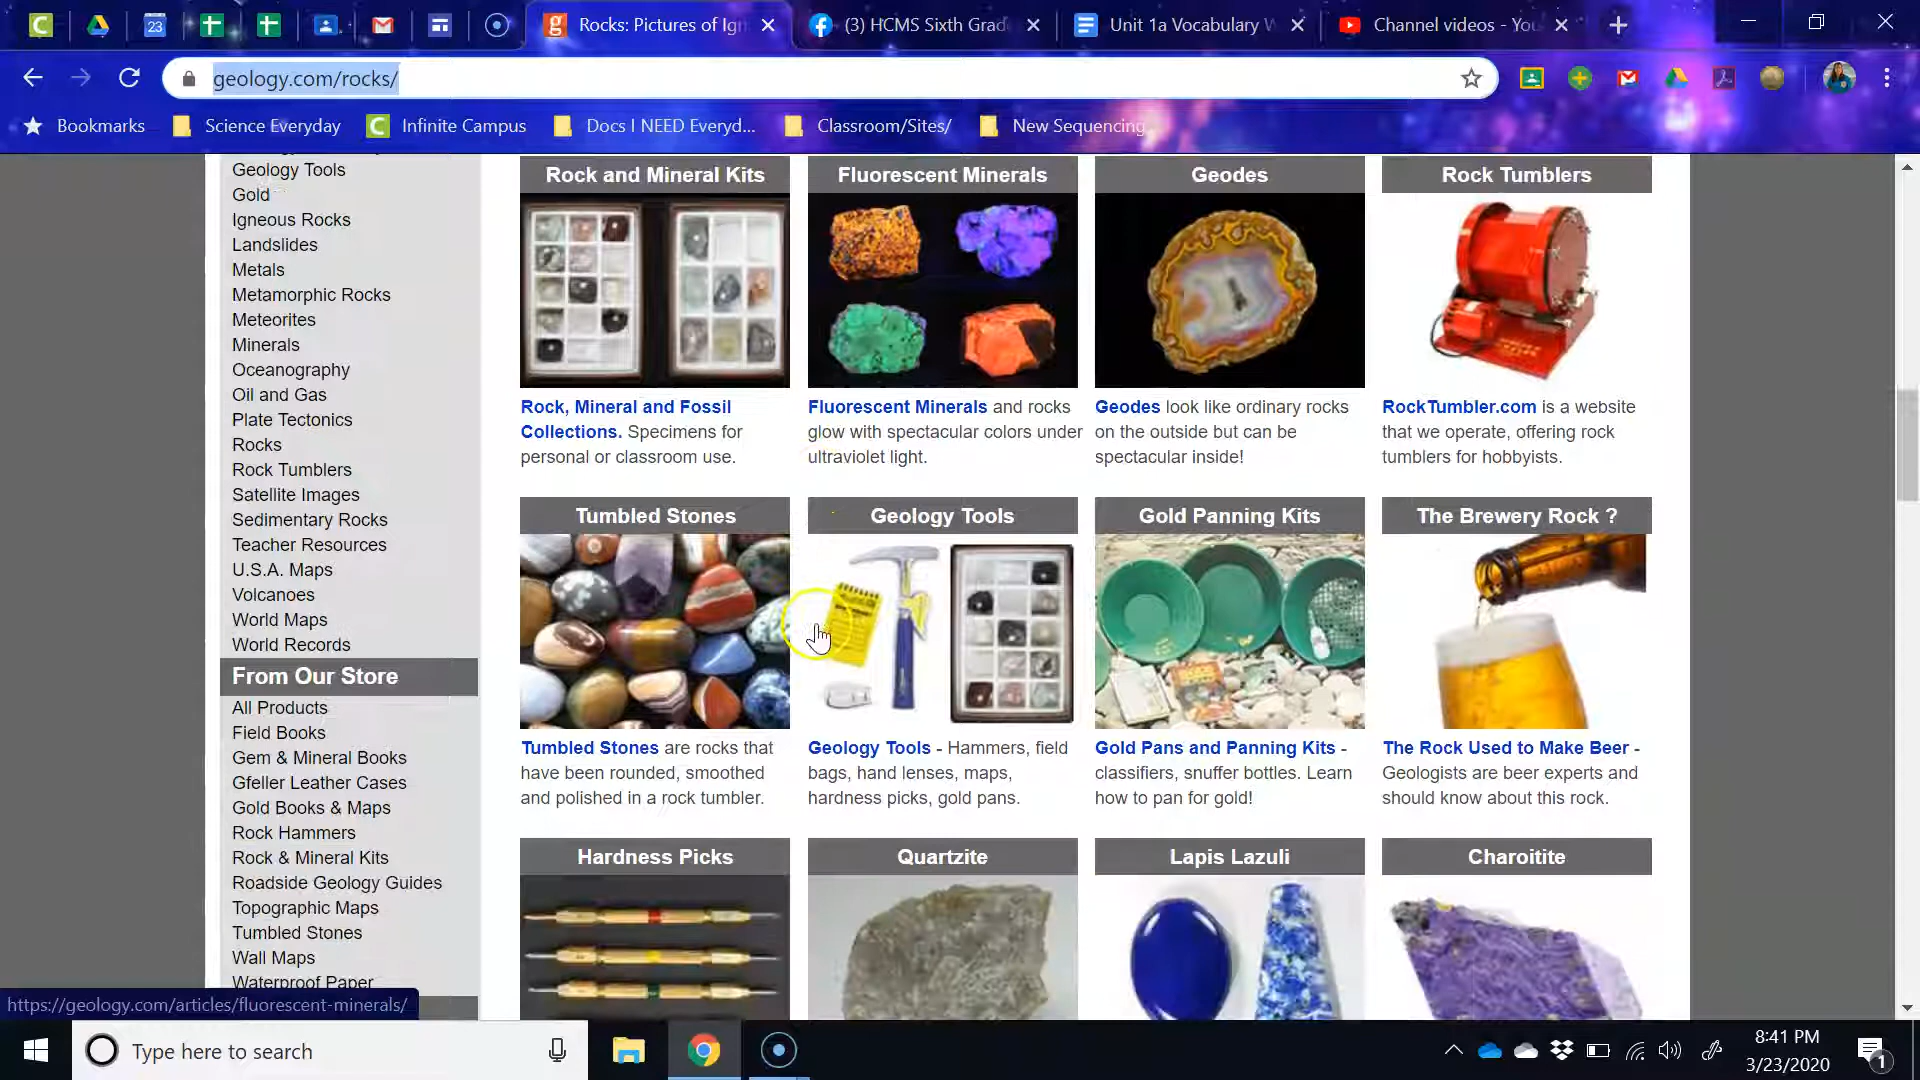 Rocks: Pictures of Ign
(3) HCMS Sixth Grad
Unit 1a Vocabulary W
Channel videos - You
geology.com/rocks/
Bookmarks
Science Everyday
Infinite Campus
Docs I NEED Everyd...
Classroom/Sites/
New Sequencing
Geology Tools
Gold
Igneous Rocks
Landslides
Metals
Metamorphic Rocks
Meteorites
Minerals
Oceanography
Oil and Gas
Plate Tectonics
Rocks
Rock Tumblers
Satellite Images
Sedimentary Rocks
Teacher Resources
U.S.A. Maps
Volcanoes
World Maps
World Records
From Our Store
All Products
Field Books
Gem & Mineral Books
Gfeller Leather Cases
Gold Books & Maps
Rock Hammers
Rock & Mineral Kits
Roadside Geology Guides
Topographic Maps
Tumbled Stones
Wall Maps
Waterproof Paper
Rock and Mineral Kits
Rock, Mineral and Fossil
Collections. Specimens for
personal or classroom use.
Fluorescent Minerals
Fluorescent Minerals and rocks
glow with spectacular colors under
ultraviolet light.
Geodes
Geodes look like ordinary rocks
on the outside but can be
spectacular inside!
Rock Tumblers
RockTumbler.com is a website
that we operate, offering rock
tumblers for hobbyists.
Tumbled Stones
Tumbled Stones are rocks that
have been rounded, smoothed
and polished in a rock tumbler.
Geology Tools
Geology Tools - Hammers, field
bags, hand lenses, maps,
hardness picks, gold pans.
Gold Panning Kits
Gold Pans and Panning Kits -
classifiers, snuffer bottles. Learn
how to pan for gold!
The Brewery Rock ?
The Rock Used to Make Beer -
Geologists are beer experts and
should know about this rock.
Hardness Picks
Quartzite
Lapis Lazuli
Charoitite
https://geology.com/articles/fluorescent-minerals/
Type here to search
8:41 PM
3/23/2020
1